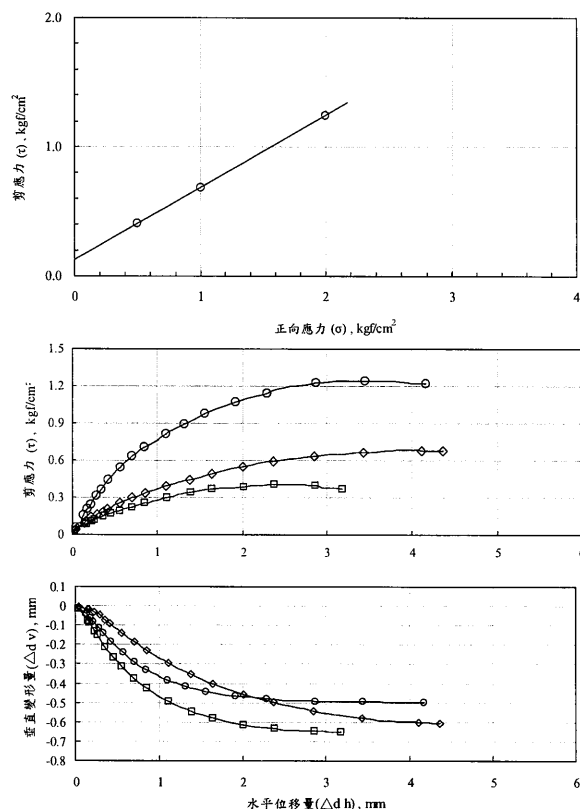 2.0
1.0
0.0
剪應力 (τ) , kgf/cm²
0 1 2 3 4
正向應力 (σ) , kgf/cm²
1.5
1.2
0.9
0.6
0.3
0
剪應力 (τ) , kgf/cm²
0 1 2 3 4 5 6
0.1
0
-0.1
-0.2
-0.3
-0.4
-0.5
-0.6
-0.7
-0.8
垂直變形量(△d v) , mm
0 1 2 3 4 5 6
水平位移量(△d h) , mm